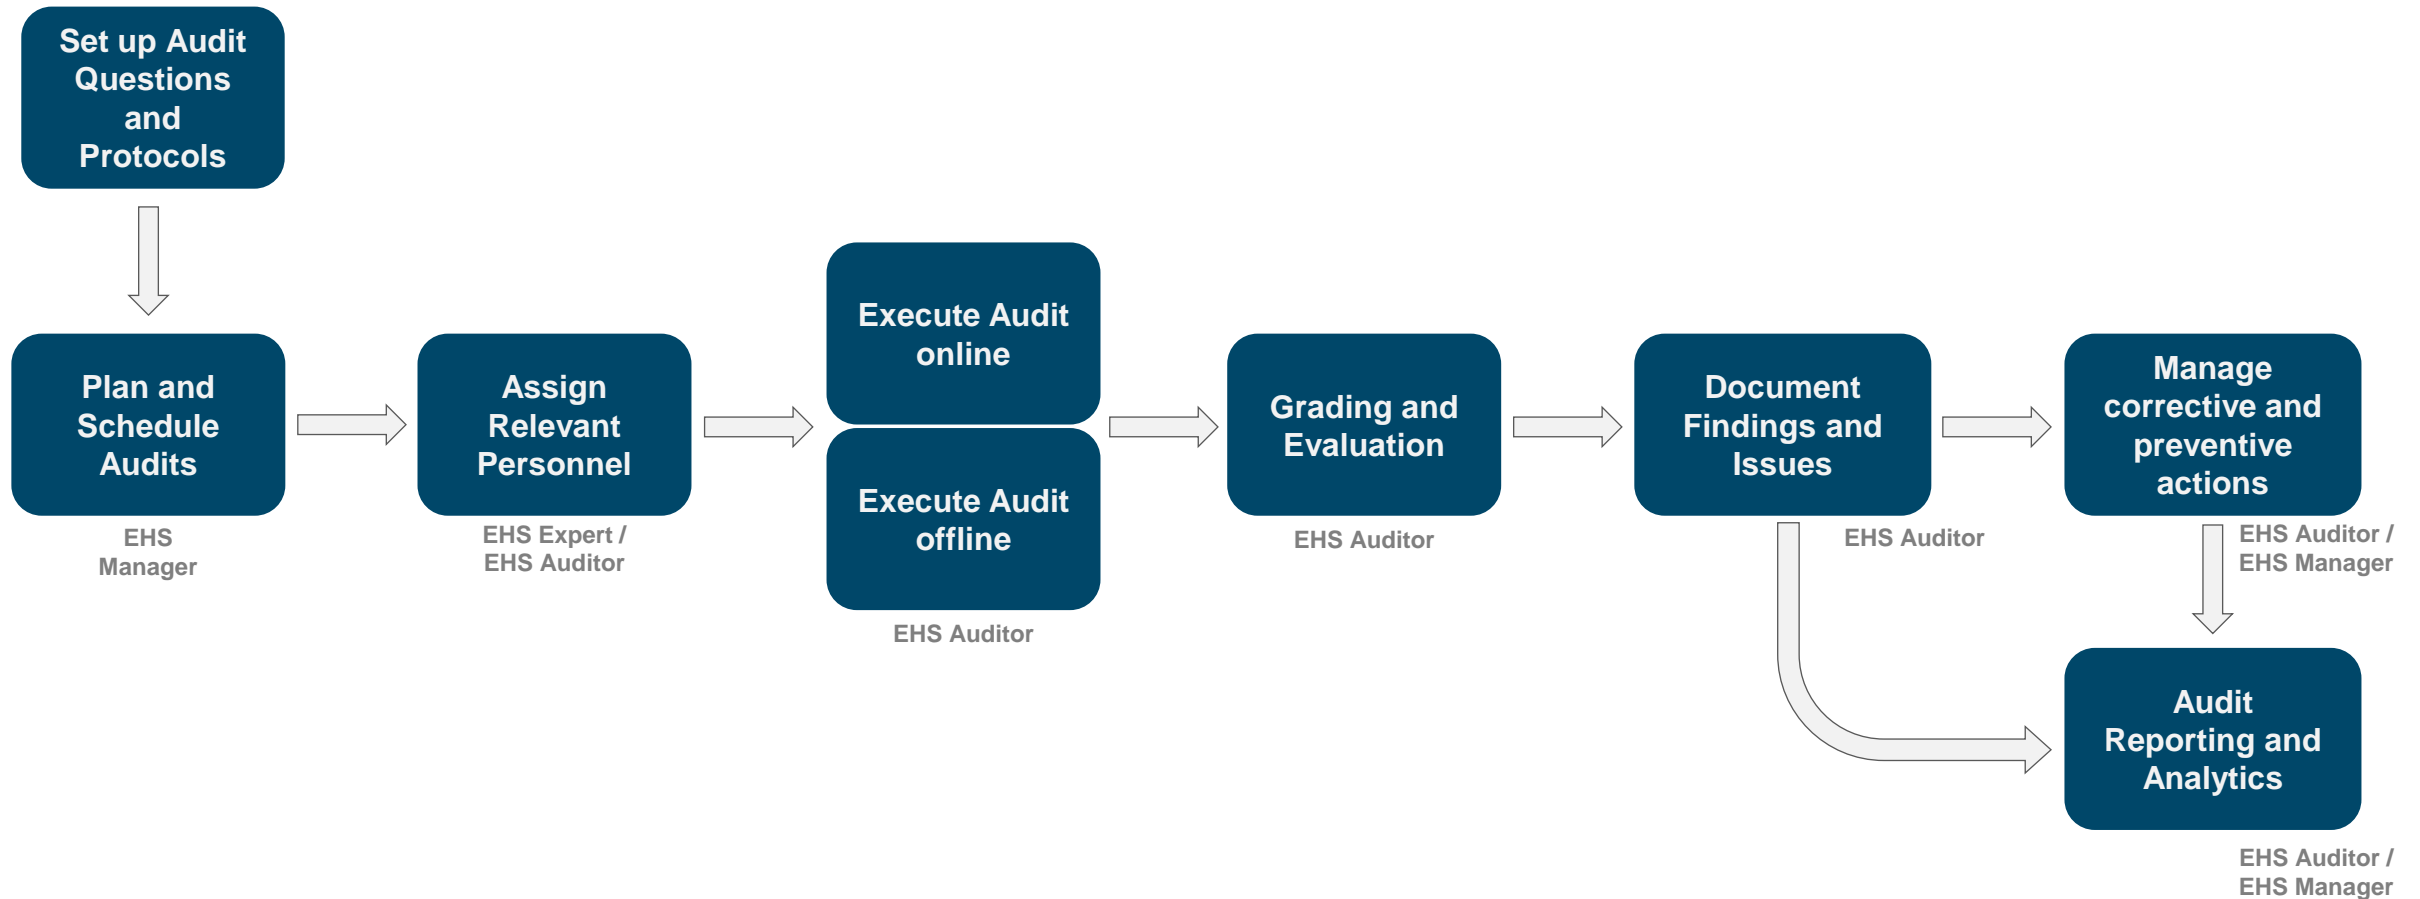 Set up Audit
Questions
and
Protocols
Plan and
Schedule
Audits
EHS
Manager
Assign
Relevant
Personnel
EHS Expert /
EHS Auditor
Execute Audit
online
Execute Audit
offline
EHS Auditor
Grading and
Evaluation
EHS Auditor
Document
Findings and
Issues
EHS Auditor
Manage
corrective and
preventive
actions
EHS Auditor /
EHS Manager
Audit
Reporting and
Analytics
EHS Auditor /
EHS Manager